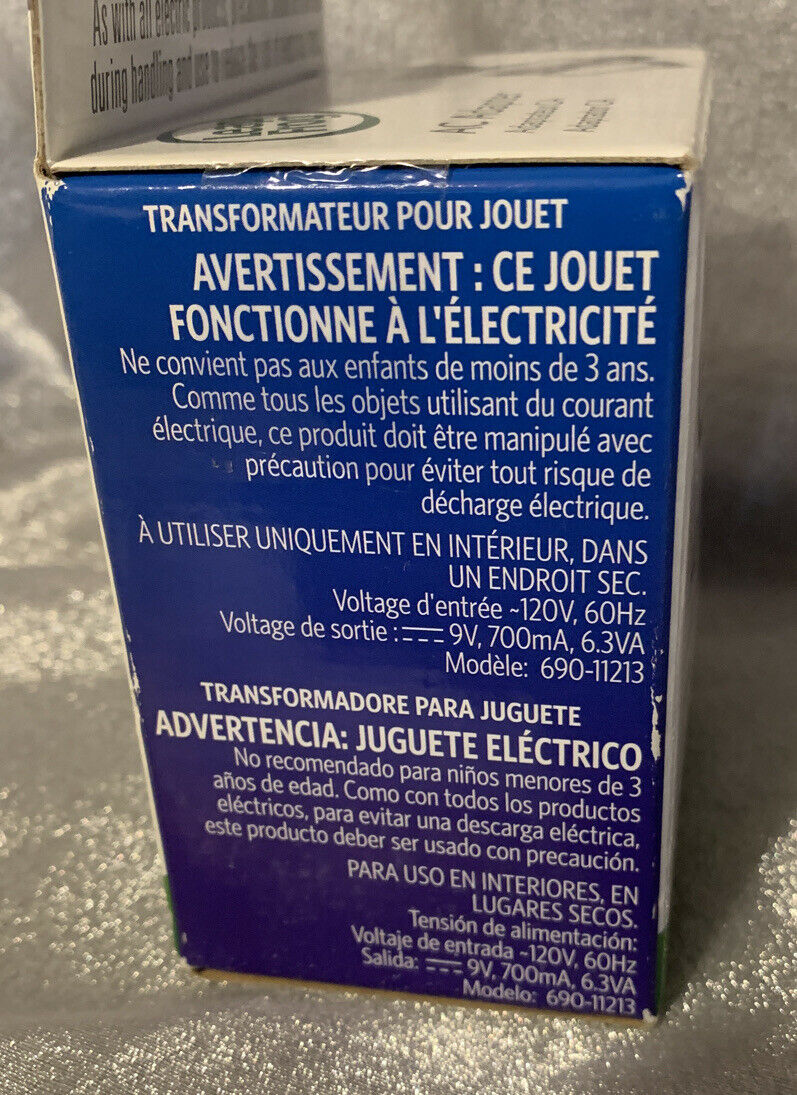 As with all electric
during handling and use to reduce the
AC Adapter
TRANSFORMATEUR POUR JOUET
AVERTISSEMENT : CE JOUET
FONCTIONNE À L'ÉLECTRICITÉ
Ne convient pas aux enfants de moins de 3 ans.
Comme tous les objets utilisant du courant
électrique, ce produit doit être manipulé avec
précaution pour éviter tout risque de
décharge électrique.
À UTILISER UNIQUEMENT EN INTÉRIEUR, DANS
UN ENDROIT SEC.
Voltage d'entrée ~120V, 60Hz
Voltage de sortie : ⎓ 9V, 700mA, 6.3VA
Modèle: 690-11213
TRANSFORMADORE PARA JUGUETE
ADVERTENCIA: JUGUETE ELÉCTRICO
No recomendado para niños menores de 3
años de edad. Como con todos los productos
eléctricos, para evitar una descarga eléctrica,
este producto deber ser usado con precaución.
PARA USO EN INTERIORES, EN
LUGARES SECOS.
Tensión de alimentación:
Voltaje de entrada ~120V, 60Hz
Salida: ⎓ 9V, 700mA, 6.3VA
Modelo: 690-11213